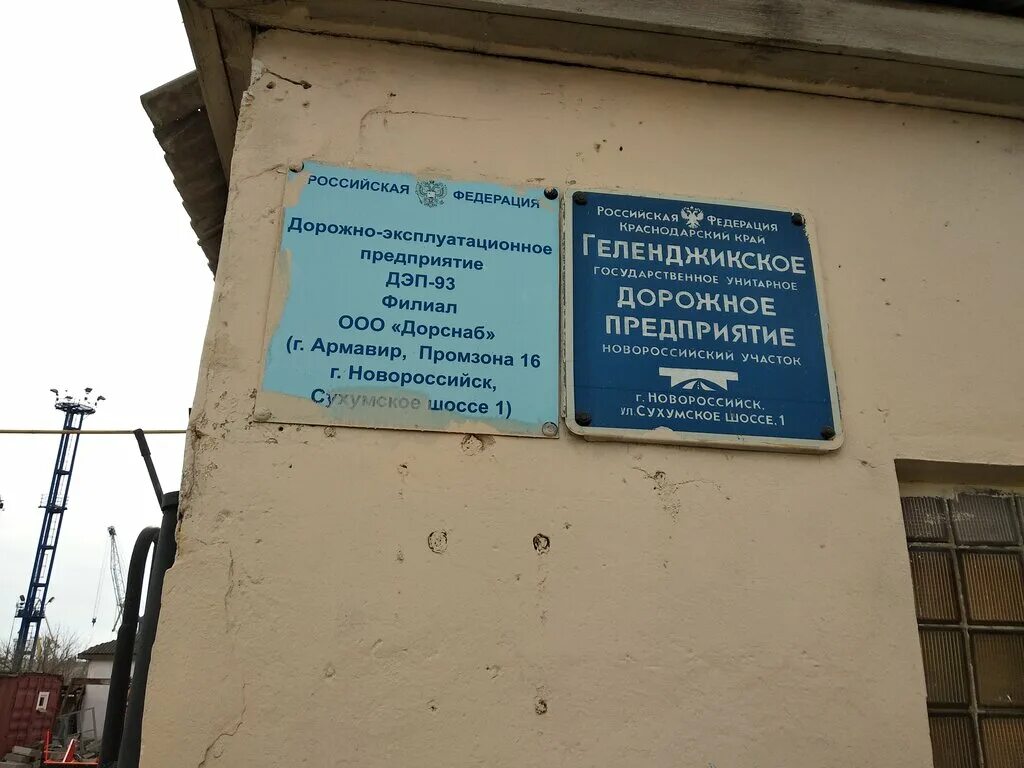 РОССИЙСКАЯ ФЕДЕРАЦИЯ
Дорожно-эксплуатационное
предприятие
ДЭП-93
Филиал
ООО «Дорснаб»
(г. Армавир, Промзона 16
г. Новороссийск,
Сухумское шоссе 1)
РОССИЙСКАЯ ФЕДЕРАЦИЯ
КРАСНОДАРСКИЙ КРАЙ
ГЕЛЕНДЖИКСКОЕ
ГОСУДАРСТВЕННОЕ УНИТАРНОЕ
ДОРОЖНОЕ
ПРЕДПРИЯТИЕ
НОВОРОССИЙСКИЙ УЧАСТОК
г. НОВОРОССИЙСК.
ул. СУХУМСКОЕ ШОССЕ. 1